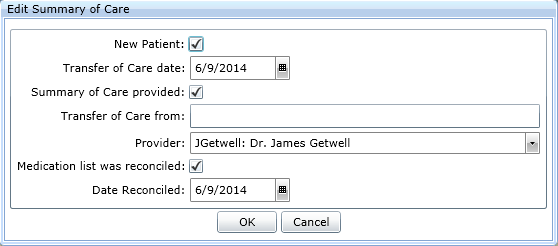 Edit Summary of Care
New Patient:
Transfer of Care date: 6/9/2014
Summary of Care provided:
Transfer of Care from:
Provider: JGetwell: Dr. James Getwell
Medication list was reconciled:
Date Reconciled: 6/9/2014
OK Cancel